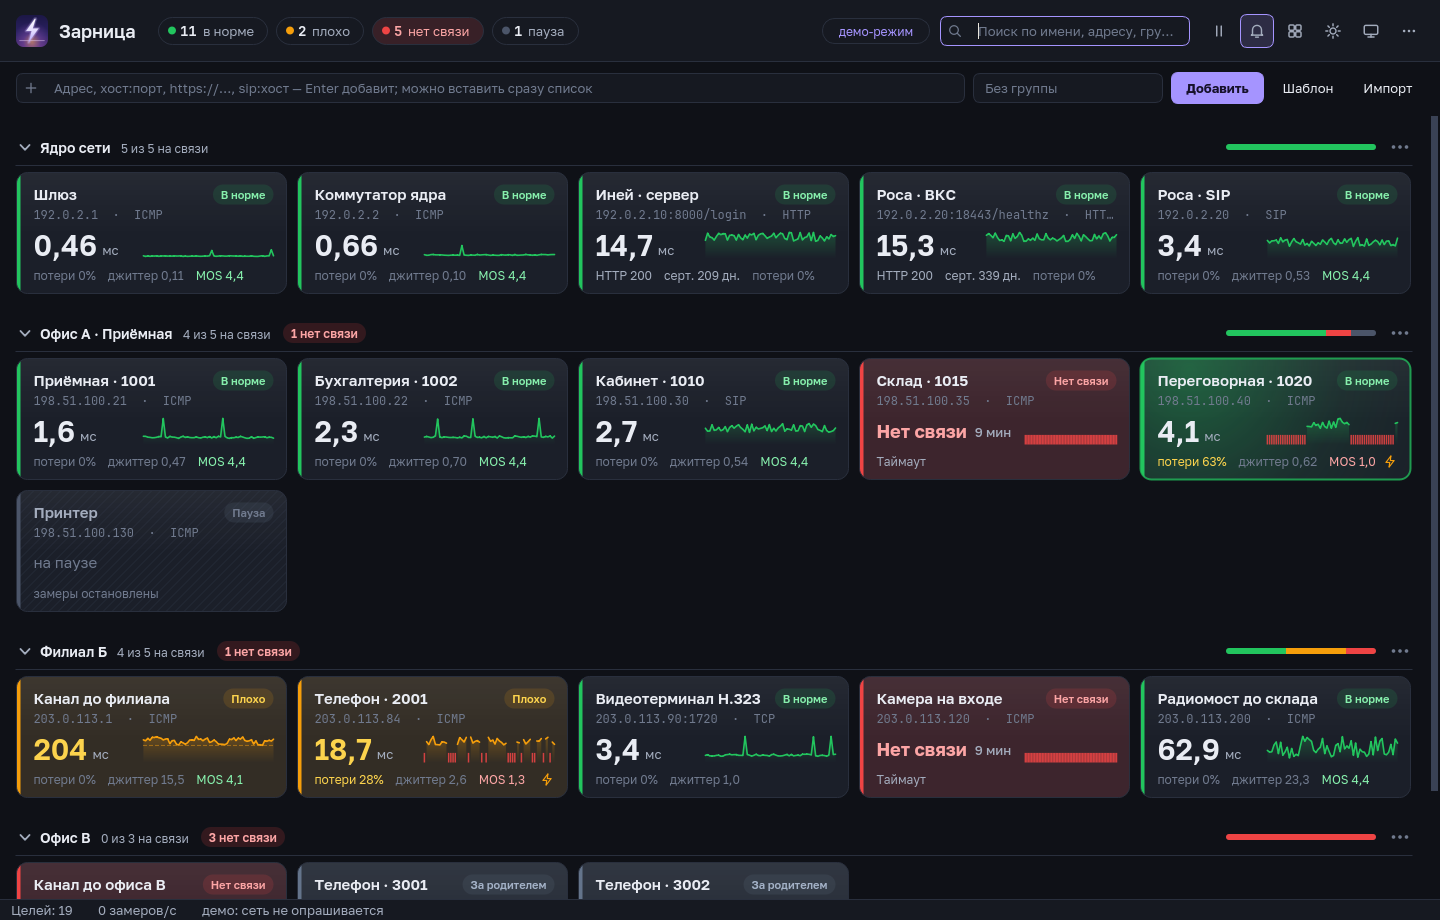 Зарница
11 в норме
2 плохо
5 нет связи
1 пауза
демо-режим
Поиск по имени, адресу, гру…
Адрес, хост:порт, https://…, sip:хост — Enter добавит; можно вставить сразу список
Без группы
Добавить
Шаблон
Импорт
Ядро сети 5 из 5 на связи
Шлюз В норме
192.0.2.1 · ICMP
0,46 мс
потери 0% джиттер 0,11 MOS 4,4
Коммутатор ядра В норме
192.0.2.2 · ICMP
0,66 мс
потери 0% джиттер 0,10 MOS 4,4
Иней · сервер В норме
192.0.2.10:8000/login · HTTP
14,7 мс
HTTP 200 серт. 209 дн. потери 0%
Роса · ВКС В норме
192.0.2.20:18443/healthz · HTT…
15,3 мс
HTTP 200 серт. 339 дн. потери 0%
Роса · SIP В норме
192.0.2.20 · SIP
3,4 мс
потери 0% джиттер 0,53 MOS 4,4
Офис А · Приёмная 4 из 5 на связи 1 нет связи
Приёмная · 1001 В норме
198.51.100.21 · ICMP
1,6 мс
потери 0% джиттер 0,47 MOS 4,4
Бухгалтерия · 1002 В норме
198.51.100.22 · ICMP
2,3 мс
потери 0% джиттер 0,70 MOS 4,4
Кабинет · 1010 В норме
198.51.100.30 · SIP
2,7 мс
потери 0% джиттер 0,54 MOS 4,4
Склад · 1015 Нет связи
198.51.100.35 · ICMP
Нет связи 9 мин
Таймаут
Переговорная · 1020 В норме
198.51.100.40 · ICMP
4,1 мс
потери 63% джиттер 0,62 MOS 1,0
Принтер Пауза
198.51.100.130 · ICMP
на паузе
замеры остановлены
Филиал Б 4 из 5 на связи 1 нет связи
Канал до филиала Плохо
203.0.113.1 · ICMP
204 мс
потери 0% джиттер 15,5 MOS 4,1
Телефон · 2001 Плохо
203.0.113.84 · ICMP
18,7 мс
потери 28% джиттер 2,6 MOS 1,3
Видеотерминал H.323 В норме
203.0.113.90:1720 · TCP
3,4 мс
потери 0% джиттер 1,0
Камера на входе Нет связи
203.0.113.120 · ICMP
Нет связи 9 мин
Таймаут
Радиомост до склада В норме
203.0.113.200 · ICMP
62,9 мс
потери 0% джиттер 23,3 MOS 4,4
Офис В 0 из 3 на связи 3 нет связи
Канал до офиса В Нет связи
Телефон · 3001 За родителем
Телефон · 3002 За родителем
Целей: 19 0 замеров/с демо: сеть не опрашивается